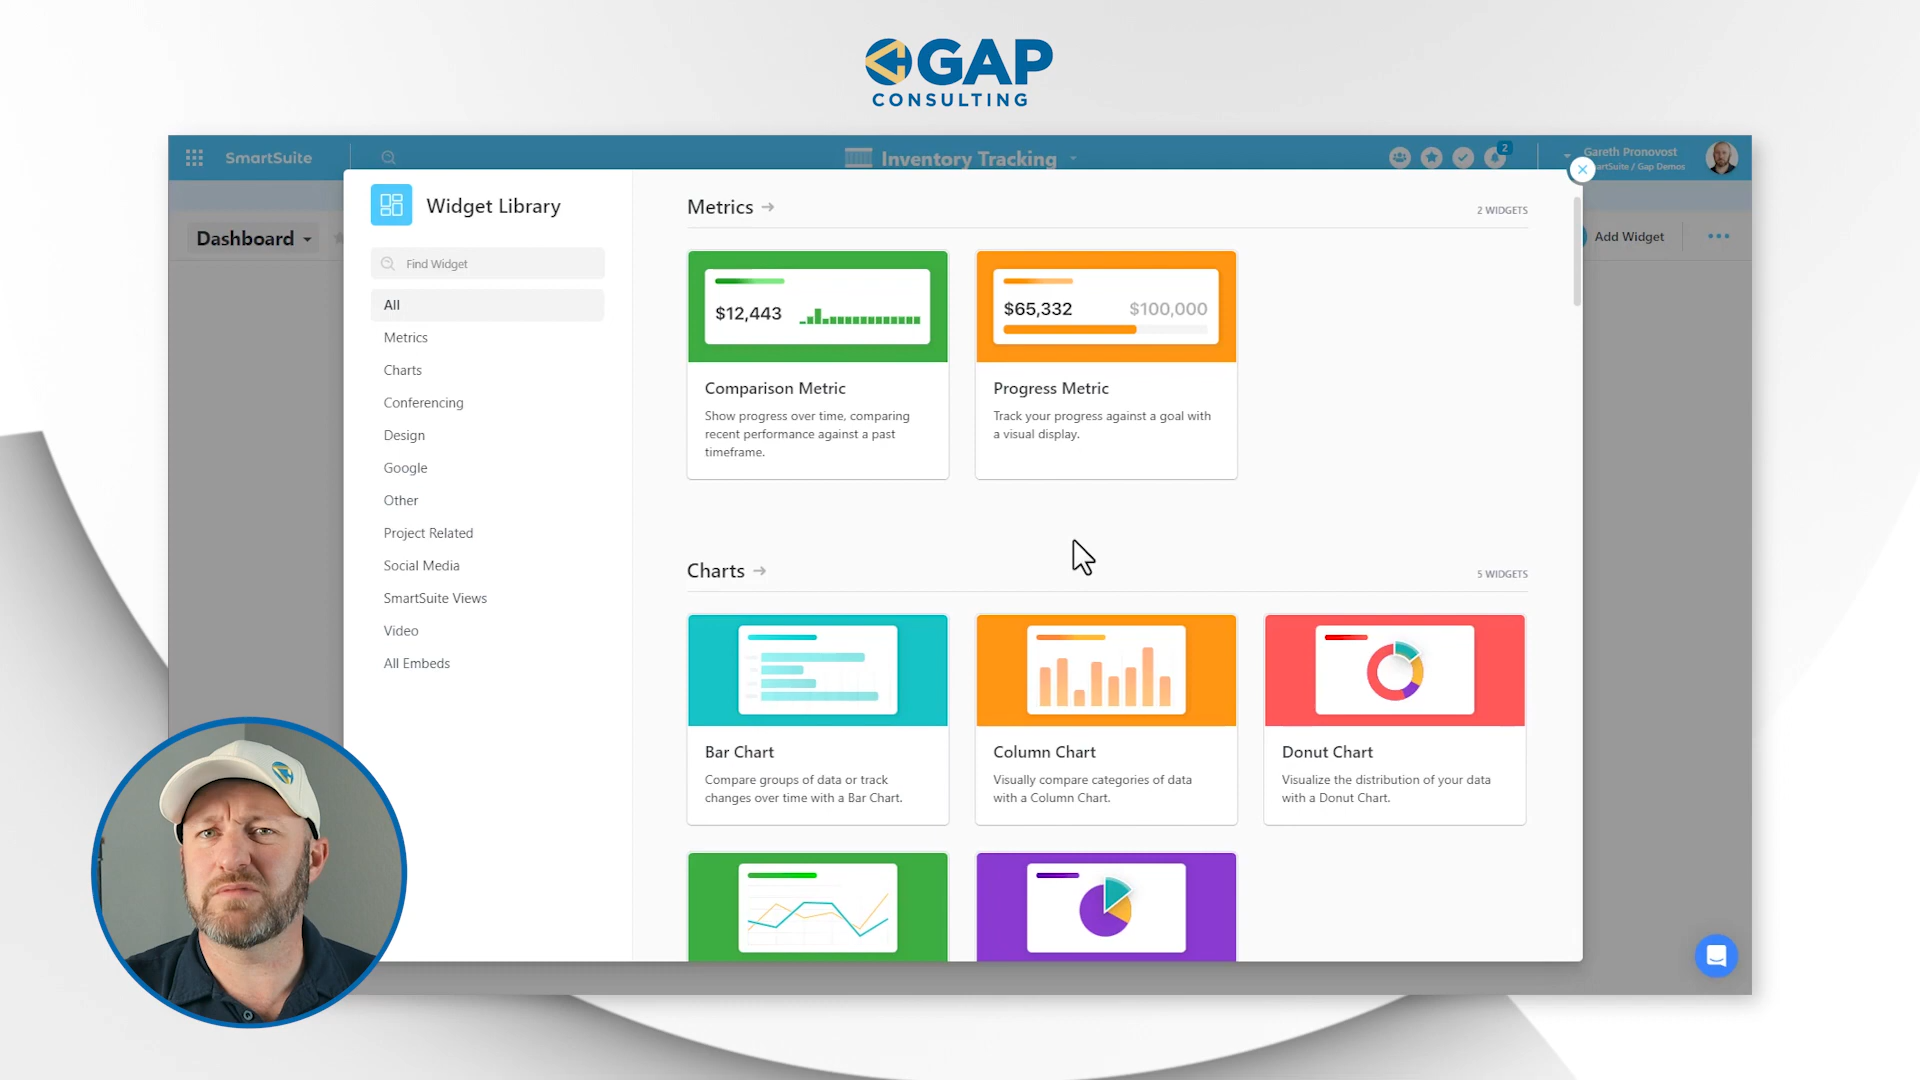 GAP
CONSULTING
SmartSuite
Inventory Tracking
2
Gareth Pronovost
SmartSuite / Gap Demos
Dashboard
Add Widget
Widget Library
Find Widget
All
Metrics
Charts
Conferencing
Design
Google
Other
Project Related
Social Media
SmartSuite Views
Video
All Embeds
Metrics
2 WIDGETS
$12,443
Comparison Metric
Show progress over time, comparing
recent performance against a past
timeframe.
$65,332 $100,000
Progress Metric
Track your progress against a goal with
a visual display.
Charts
5 WIDGETS
Bar Chart
Compare groups of data or track
changes over time with a Bar Chart.
Column Chart
Visually compare categories of data
with a Column Chart.
Donut Chart
Visualize the distribution of your data
with a Donut Chart.